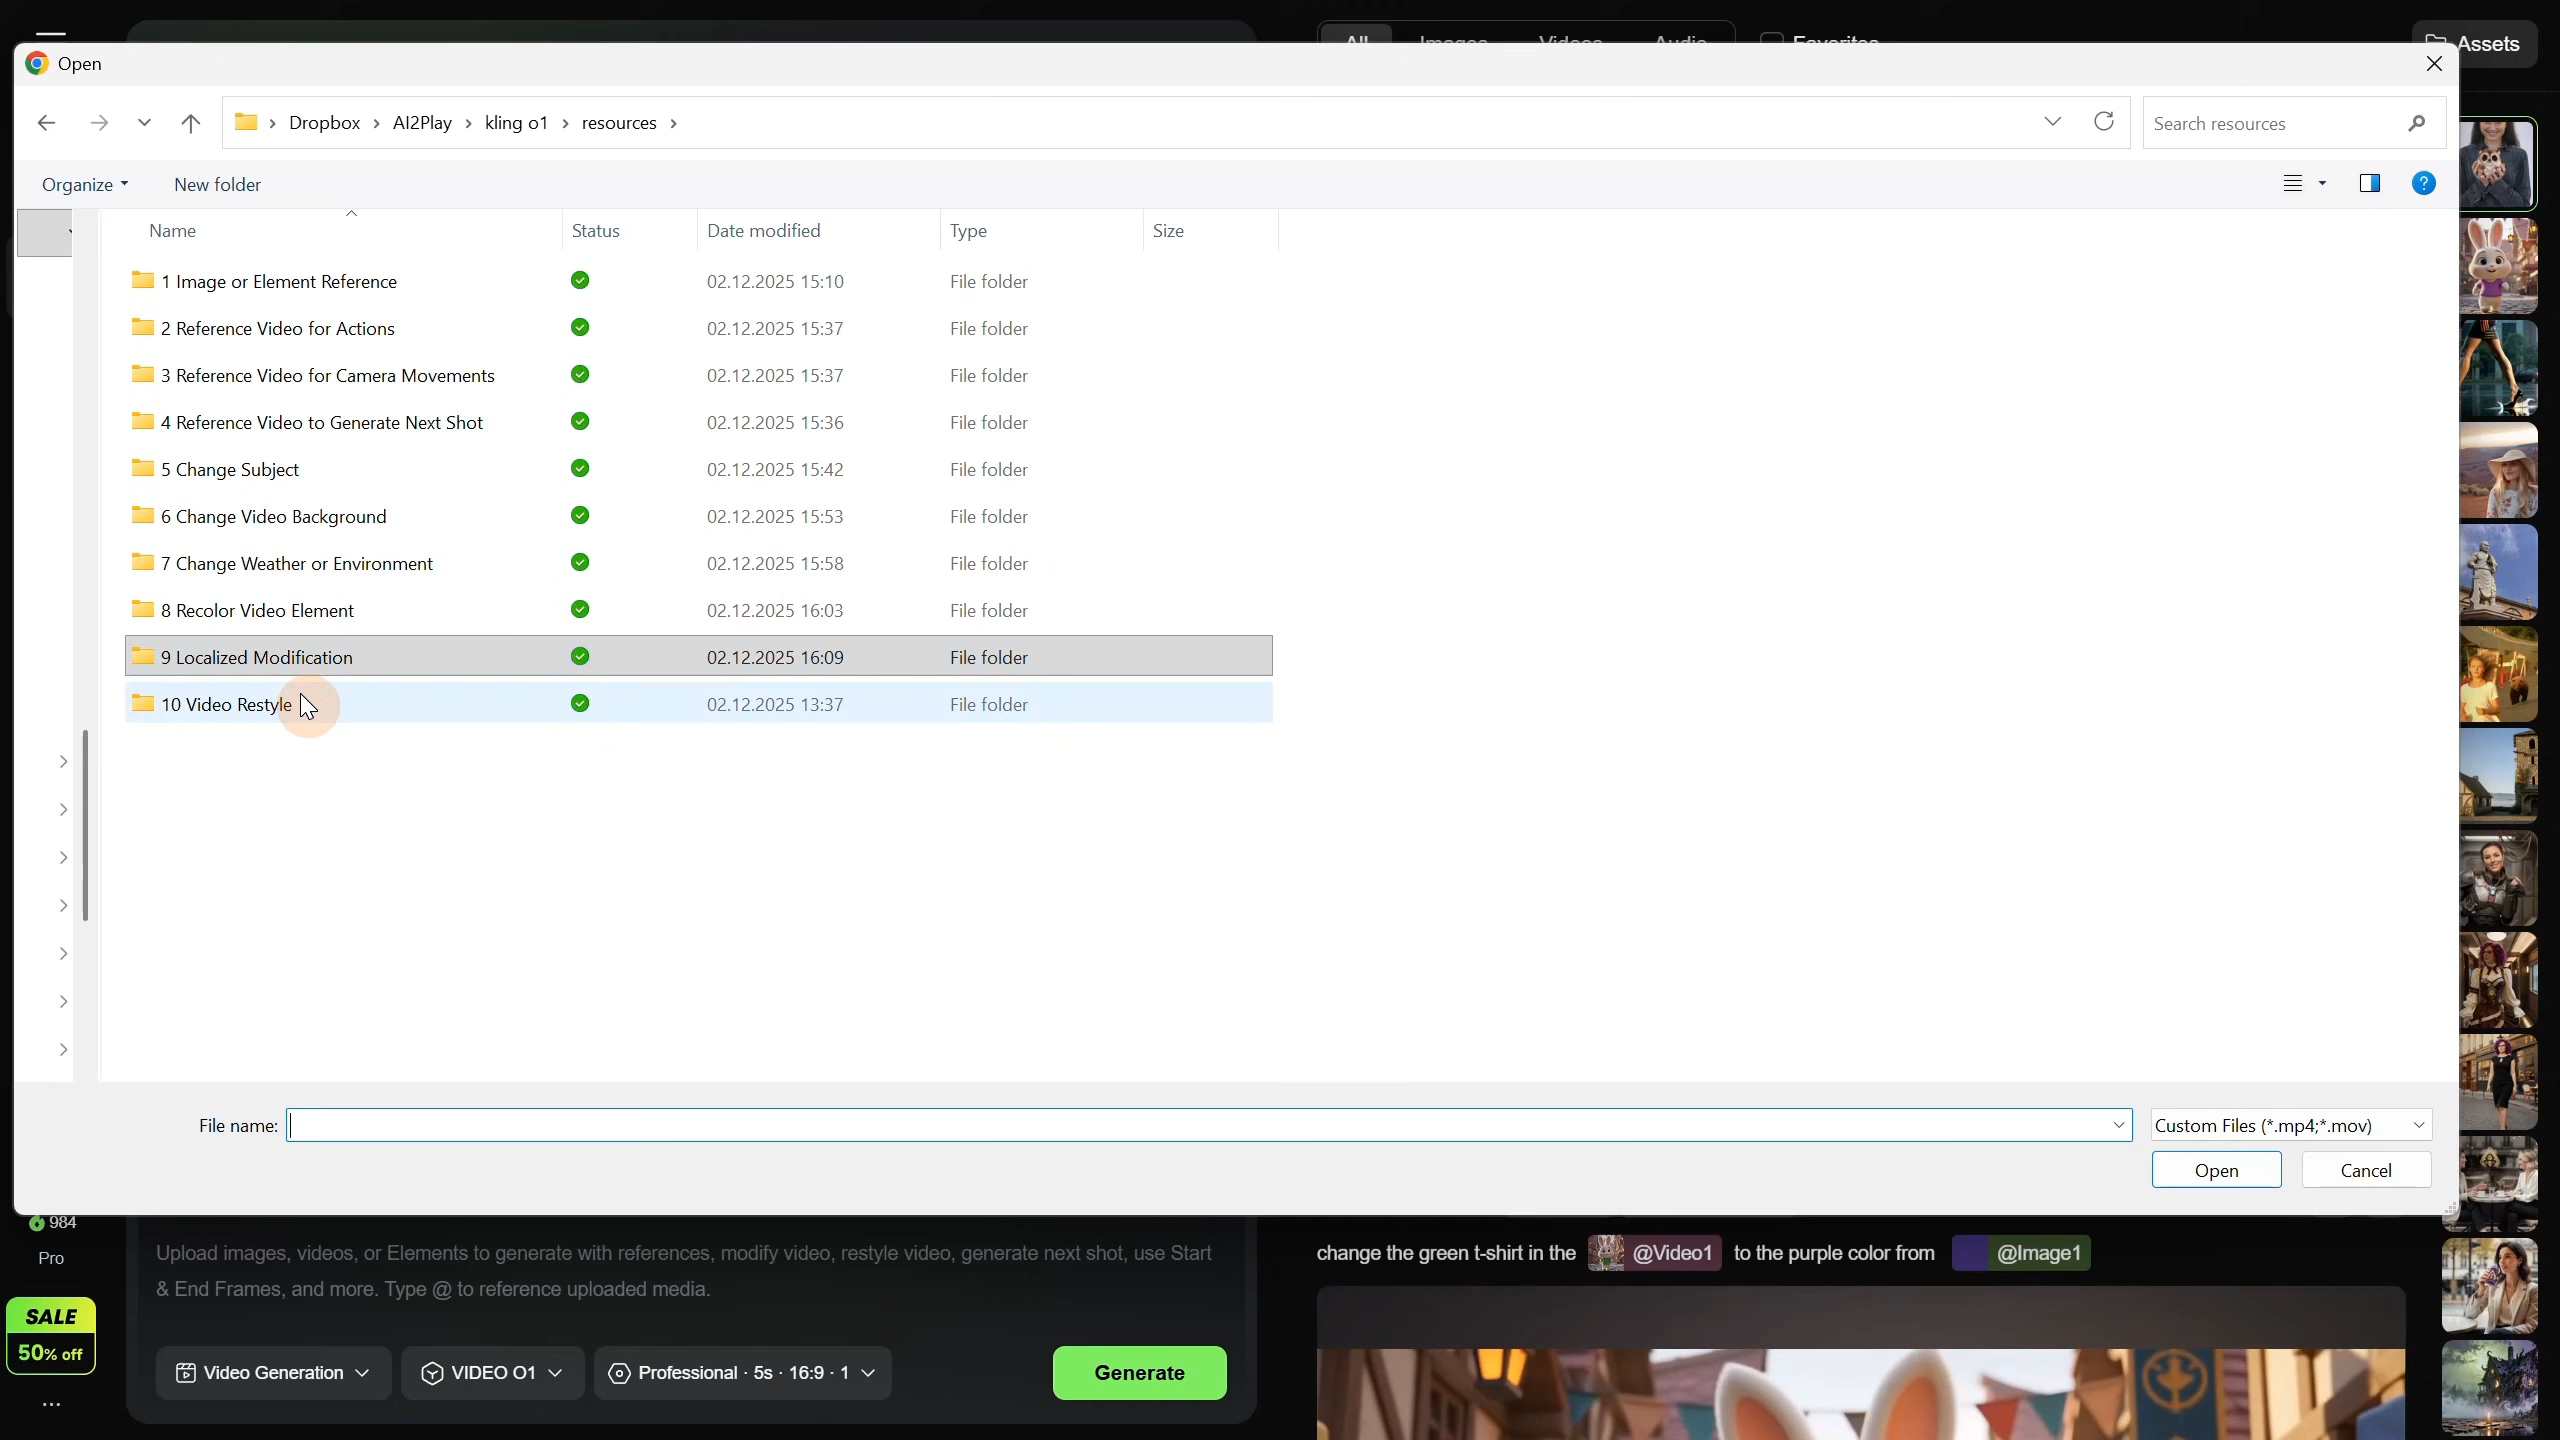 All Images Videos Audio Favorites Assets
Open
Dropbox AI2Play kling o1 resources
Search resources
Organize New folder
Name Status Date modified Type Size
1 Image or Element Reference 02.12.2025 15:10 File folder
2 Reference Video for Actions 02.12.2025 15:37 File folder
3 Reference Video for Camera Movements 02.12.2025 15:37 File folder
4 Reference Video to Generate Next Shot 02.12.2025 15:36 File folder
5 Change Subject 02.12.2025 15:42 File folder
6 Change Video Background 02.12.2025 15:53 File folder
7 Change Weather or Environment 02.12.2025 15:58 File folder
8 Recolor Video Element 02.12.2025 16:03 File folder
9 Localized Modification 02.12.2025 16:09 File folder
10 Video Restyle 02.12.2025 13:37 File folder
File name: Custom Files (*.mp4;*.mov)
Open Cancel
984
Pro
SALE
50% off
Upload images, videos, or Elements to generate with references, modify video, restyle video, generate next shot, use Start
& End Frames, and more. Type @ to reference uploaded media.
Video Generation VIDEO O1 Professional · 5s · 16:9 · 1 Generate
change the green t-shirt in the @Video1 to the purple color from @Image1